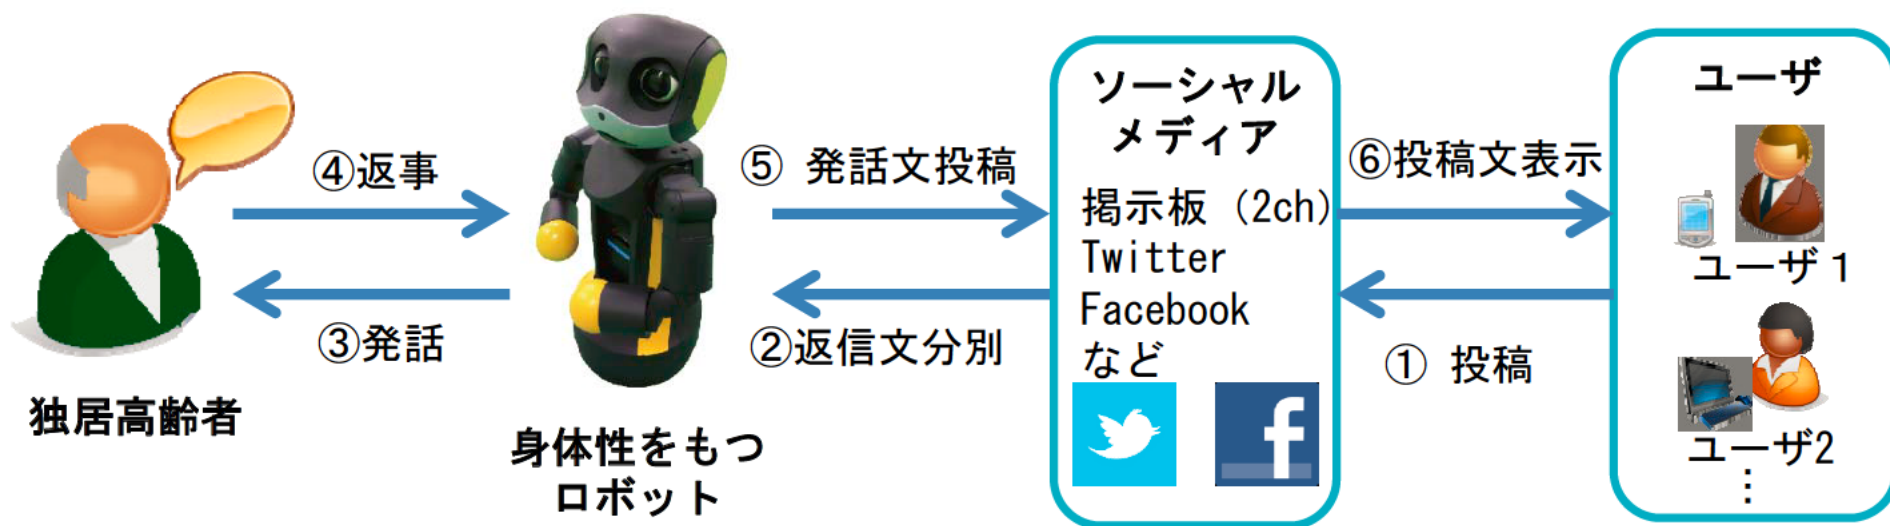 ④返事
③発話
独居高齢者
身体性をもつ
ロボット
⑤ 発話文投稿
②返信文分別
ソーシャル
メディア
掲示板 (2ch)
Twitter
Facebook
など
f
⑥投稿文表示
① 投稿
ユーザ
ユーザ１
ユーザ2
⋮